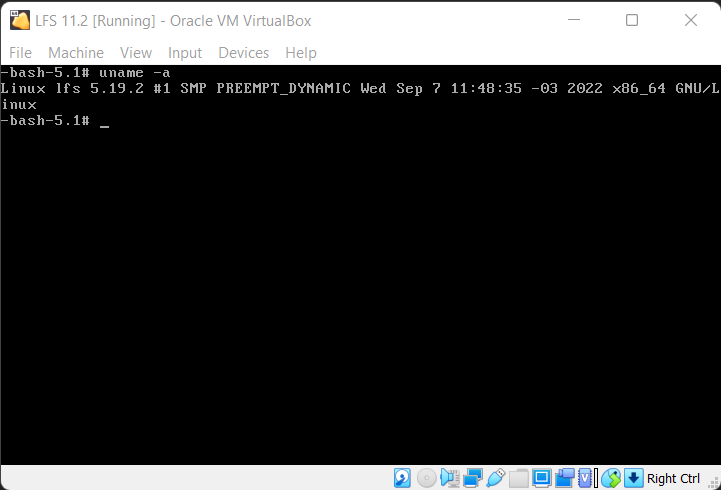 LFS 11.2 [Running] - Oracle VM VirtualBox
File Machine View Input Devices Help
-bash-5.1# uname -a
Linux lfs 5.19.2 #1 SMP PREEMPT_DYNAMIC Wed Sep 7 11:48:35 -03 2022 x86_64 GNU/L
inux
-bash-5.1# _
Right Ctrl